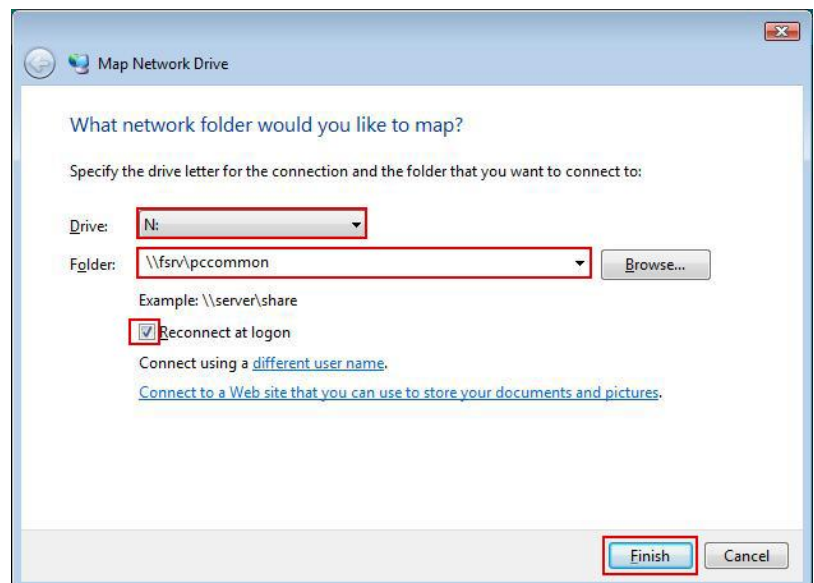 Map Network Drive
What network folder would you like to map?
Specify the drive letter for the connection and the folder that you want to connect to:
Drive: N:
Folder: \\fsrv\pccommon Browse...
Example: \\server\share
Reconnect at logon
Connect using a different user name.
Connect to a Web site that you can use to store your documents and pictures.
Finish Cancel